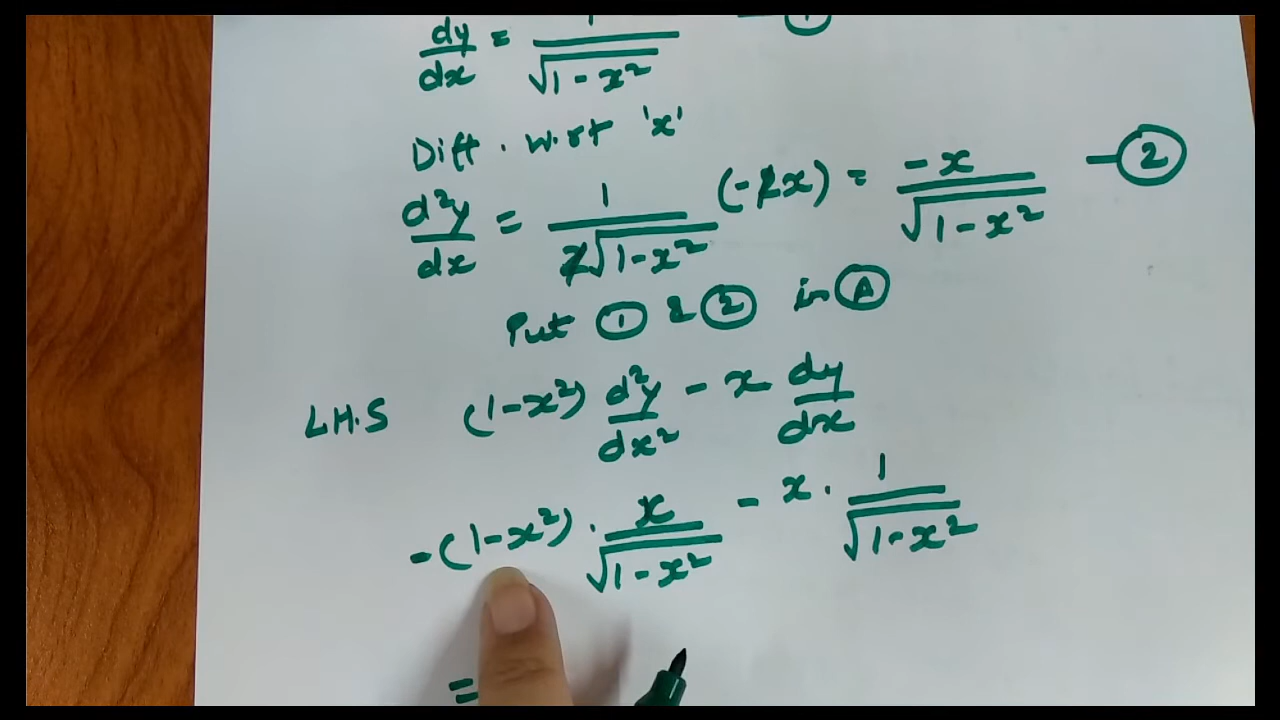 dy/dx = 1/√(1-x²) — ①
Diff. w.r.t 'x'
d²y/dx = 1/(2√(1-x²)) (-2x) = -x/√(1-x²) — ②
Put ① & ② in Ⓐ
L.H.S (1-x²) d²y/dx² - x dy/dx
-(1-x²) · x/√(1-x²) - x · 1/√(1-x²)
=